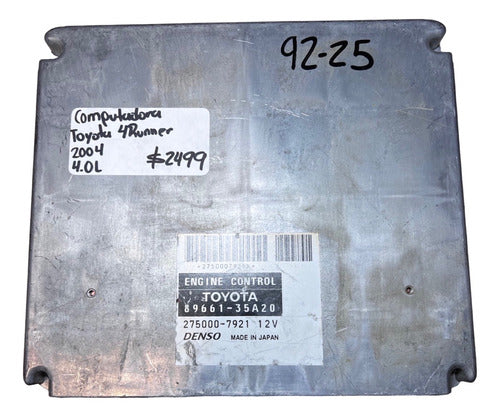 92-25
Computadora
Toyota 4Runner
2004
4.0L $2499
*2750007921*
ENGINE CONTROL
TOYOTA
89661-35A20
275000-7921 12V
DENSO MADE IN JAPAN